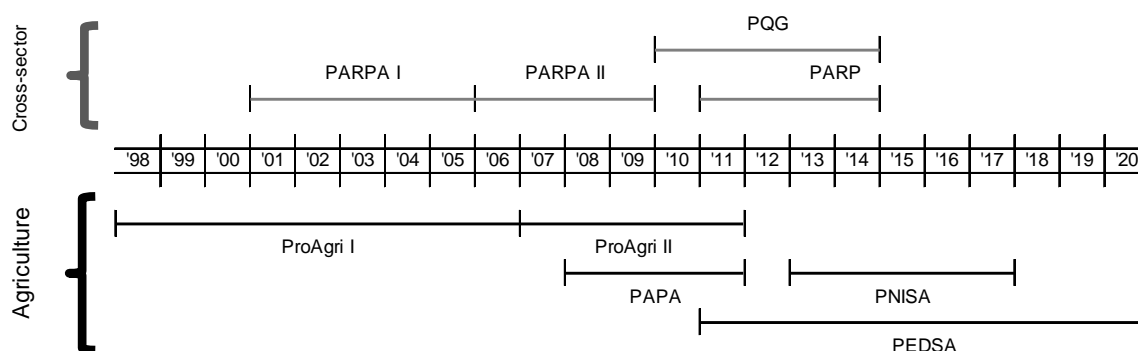 PQG
PARPA I PARPA II PARP
Cross-sector
'98 '99 '00 '01 '02 '03 '04 '05 '06 '07 '08 '09 '10 '11 '12 '13 '14 '15 '16 '17 '18 '19 '20
Agriculture
ProAgri I ProAgri II
PAPA PNISA
PEDSA